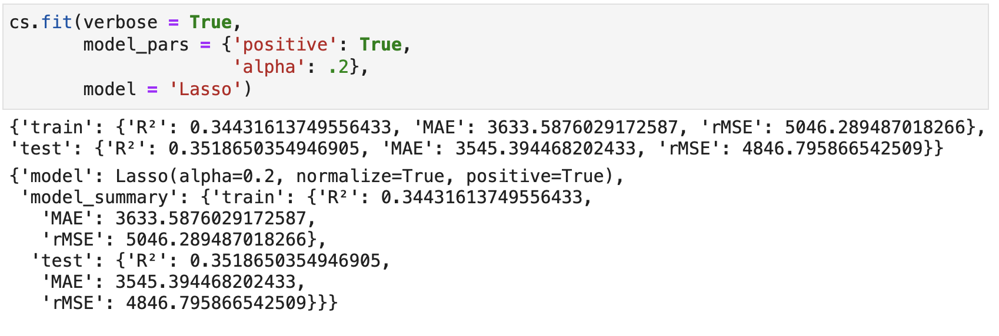 cs.fit(verbose = True,
model_pars = {'positive': True,
'alpha': .2},
model = 'Lasso')
{'train': {'R²': 0.34431613749556433, 'MAE': 3633.5876029172587, 'rMSE': 5046.289487018266},
'test': {'R²': 0.3518650354946905, 'MAE': 3545.394468202433, 'rMSE': 4846.795866542509}}
{'model': Lasso(alpha=0.2, normalize=True, positive=True),
'model_summary': {'train': {'R²': 0.34431613749556433,
'MAE': 3633.5876029172587,
'rMSE': 5046.289487018266},
'test': {'R²': 0.3518650354946905,
'MAE': 3545.394468202433,
'rMSE': 4846.795866542509}}}